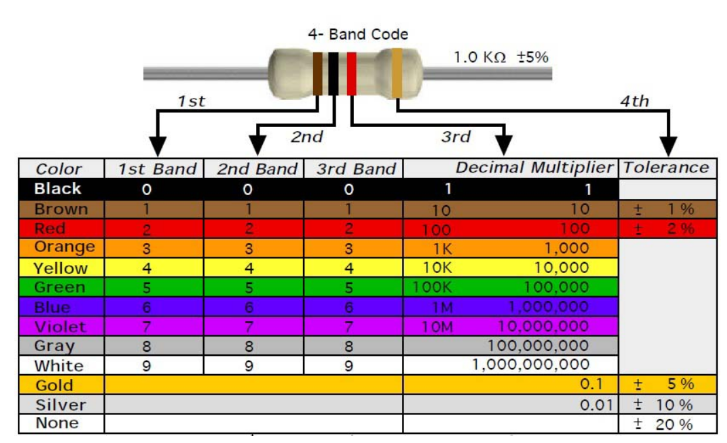 4- Band Code
1.0 KΩ ±5%
1st 4th
2nd 3rd
Color 1st Band 2nd Band 3rd Band Decimal Multiplier Tolerance
Black 0 0 0 1 1
Brown 1 1 1 10 10 ± 1 %
Red 2 2 2 100 100 ± 2 %
Orange 3 3 3 1K 1,000
Yellow 4 4 4 10K 10,000
Green 5 5 5 100K 100,000
Blue 6 6 6 1M 1,000,000
Violet 7 7 7 10M 10,000,000
Gray 8 8 8 100,000,000
White 9 9 9 1,000,000,000
Gold 0.1 ± 5 %
Silver 0.01 ± 10 %
None ± 20 %